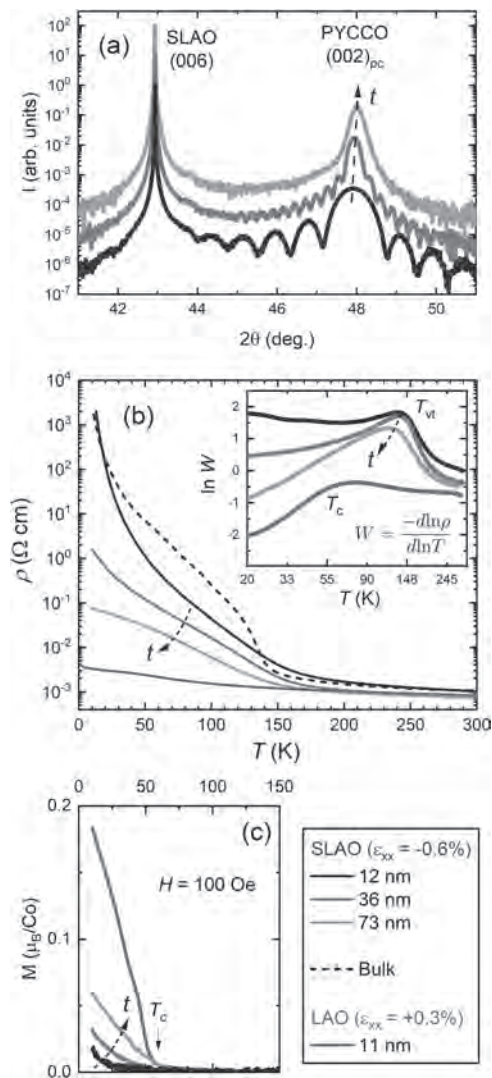 (a)
SLAO
(006)
PYCCO
(002)pc
t
I (arb. units)
10^2
10^1
10^0
10^-1
10^-2
10^-3
10^-4
10^-5
10^-6
10^-7
42 44 46 48 50
2θ (deg.)
(b)
ρ (Ω cm)
10^4
10^3
10^2
10^1
10^0
10^-1
10^-2
10^-3
t
0 50 100 150 200 250 300
T (K)
ln W
2
1
0
-1
-2
T_vt
t
T_c
W = -dlnρ/dlnT
20 33 55 90 148 245
T (K)
0 50 100 150
(c)
H = 100 Oe
M (μ_B/Co)
0.2
0.1
0.0
t
T_c
SLAO (ε_xx = -0.6%)
12 nm
36 nm
73 nm
Bulk
LAO (ε_xx = +0.3%)
11 nm